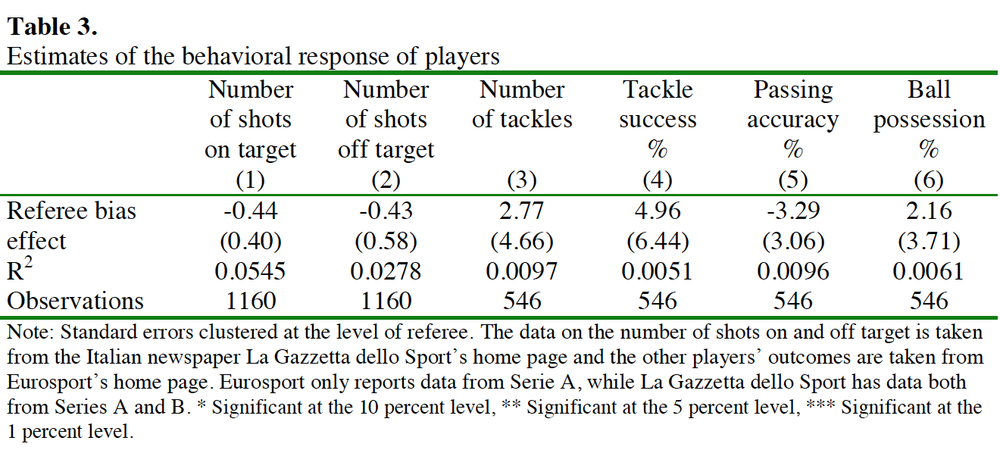 Table 3.
Estimates of the behavioral response of players
Number of shots on target (1) Number of shots off target (2) Number of tackles (3) Tackle success % (4) Passing accuracy % (5) Ball possession % (6)
Referee bias effect -0.44 (0.40) -0.43 (0.58) 2.77 (4.66) 4.96 (6.44) -3.29 (3.06) 2.16 (3.71)
R² 0.0545 0.0278 0.0097 0.0051 0.0096 0.0061
Observations 1160 1160 546 546 546 546
Note: Standard errors clustered at the level of referee. The data on the number of shots on and off target is taken
from the Italian newspaper La Gazzetta dello Sport's home page and the other players' outcomes are taken from
Eurosport's home page. Eurosport only reports data from Serie A, while La Gazzetta dello Sport has data both
from Series A and B. * Significant at the 10 percent level, ** Significant at the 5 percent level, *** Significant at the
1 percent level.